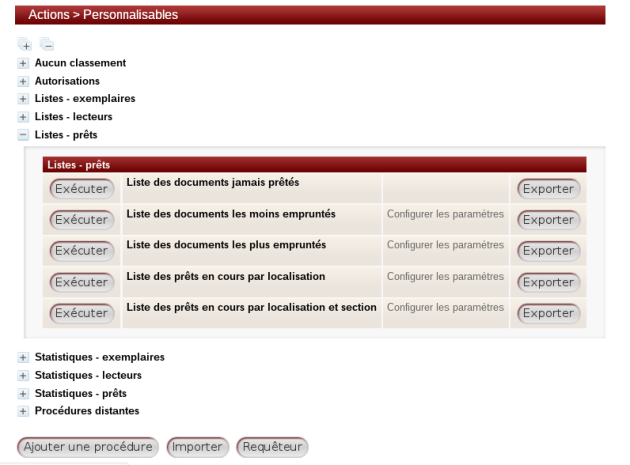 Actions > Personnalisables
Aucun classement
Autorisations
Listes - exemplaires
Listes - lecteurs
Listes - prêts
Listes - prêts
Exécuter Liste des documents jamais prêtés Exporter
Exécuter Liste des documents les moins empruntés Configurer les paramètres Exporter
Exécuter Liste des documents les plus empruntés Configurer les paramètres Exporter
Exécuter Liste des prêts en cours par localisation Configurer les paramètres Exporter
Exécuter Liste des prêts en cours par localisation et section Configurer les paramètres Exporter
Statistiques - exemplaires
Statistiques - lecteurs
Statistiques - prêts
Procédures distantes
Ajouter une procédure Importer Requêteur